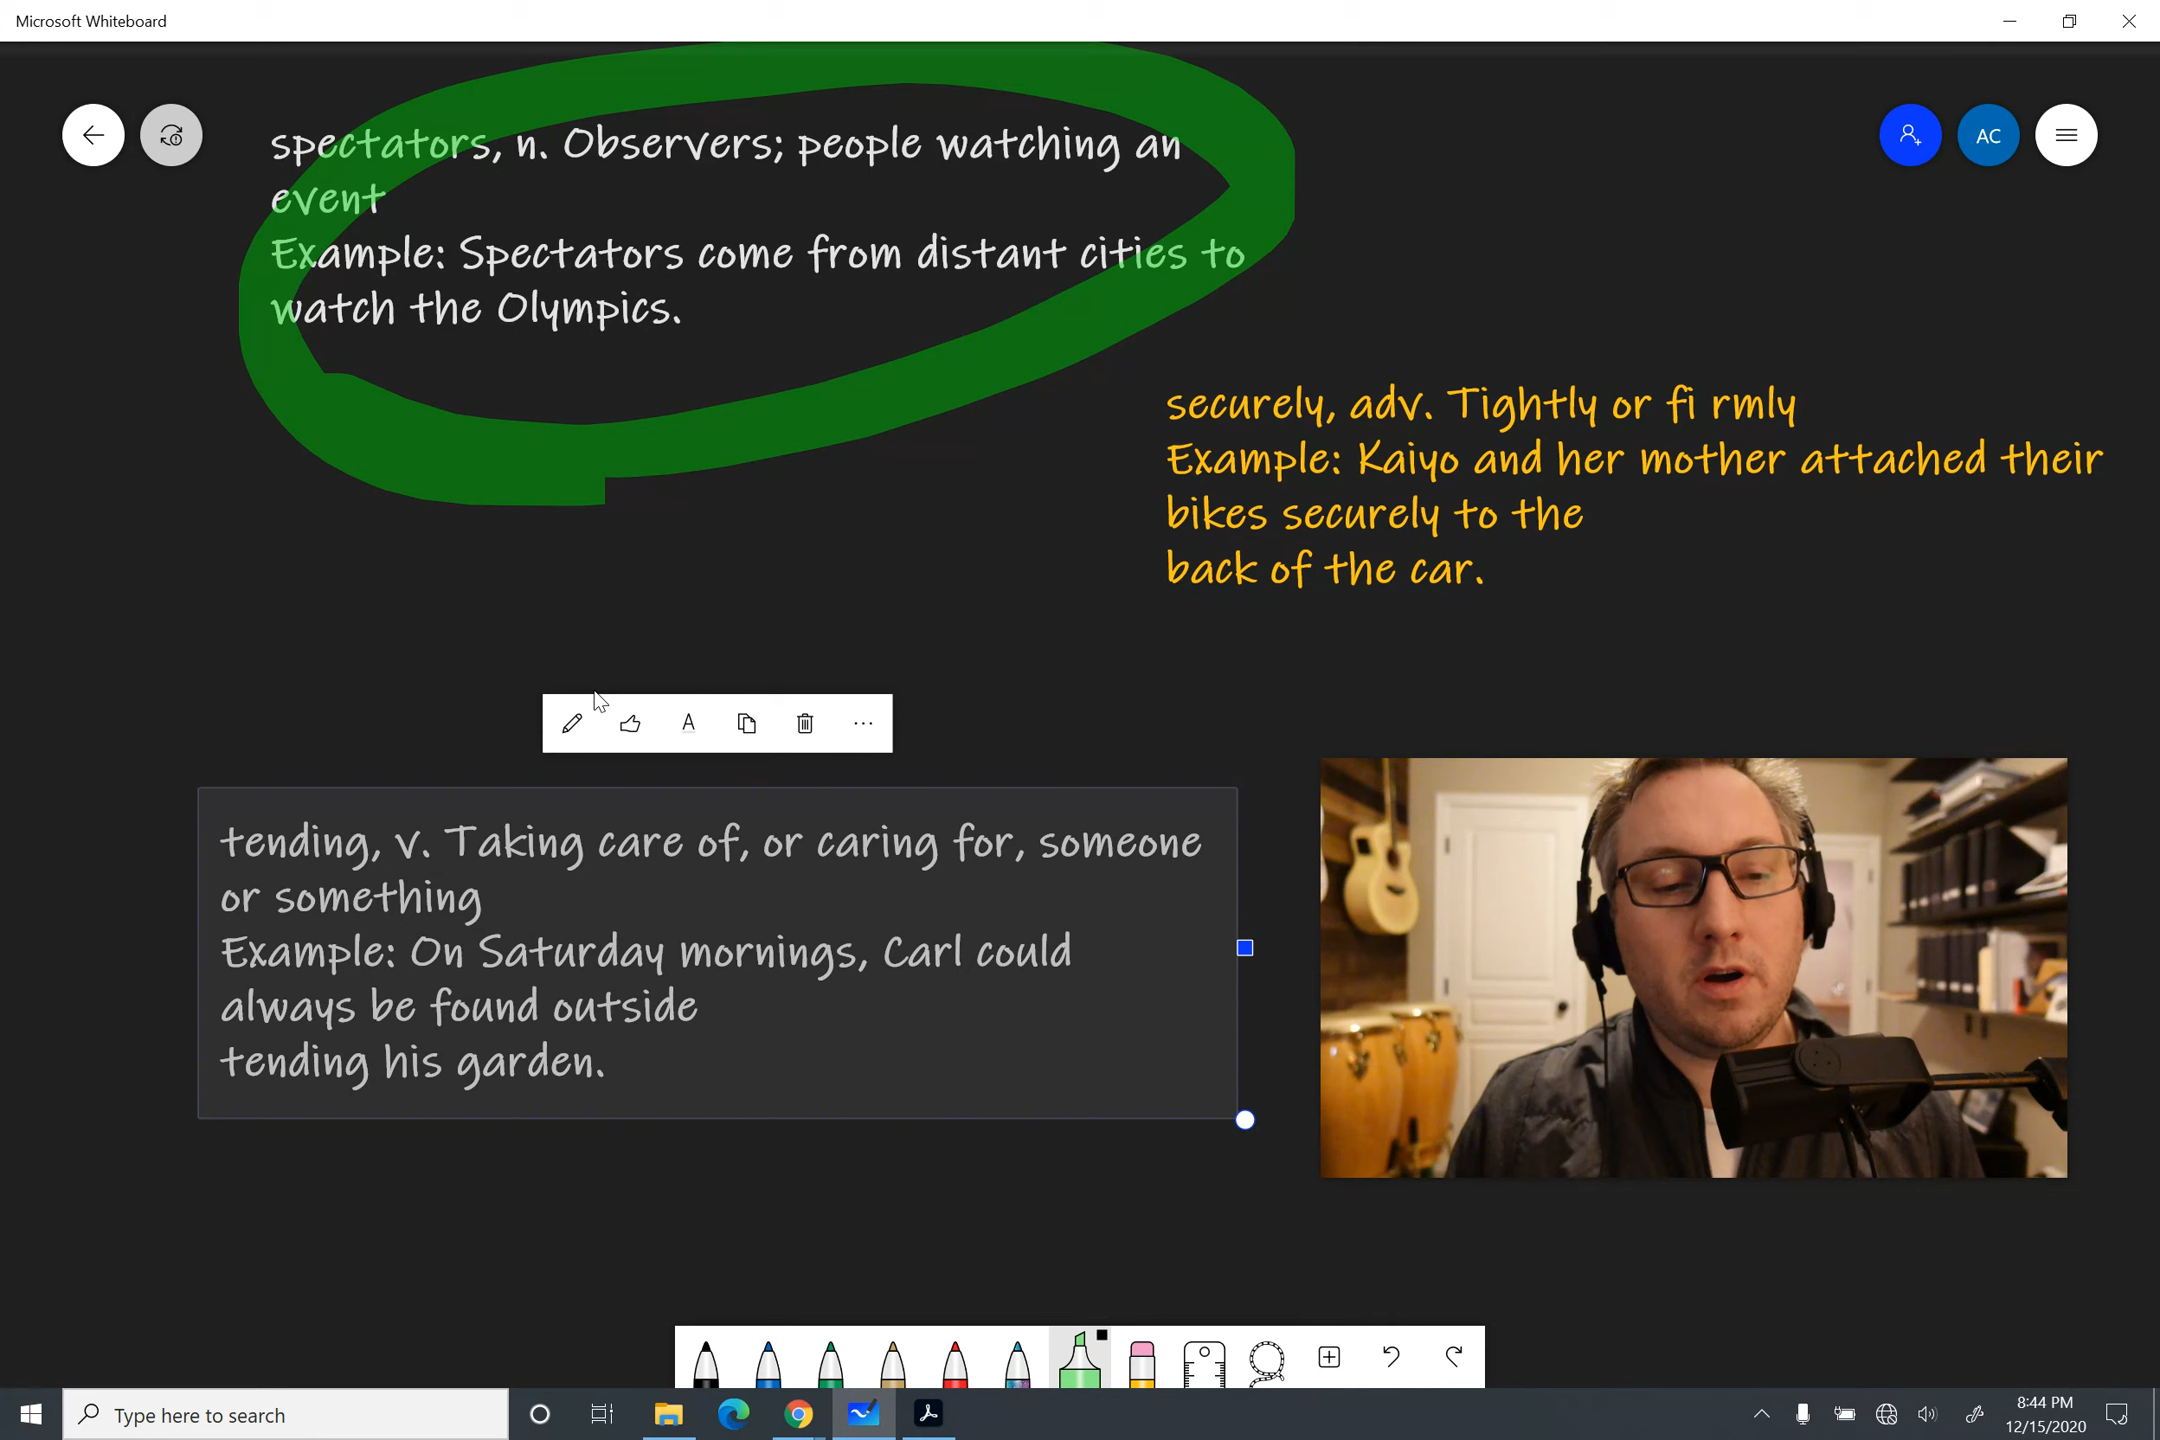 Microsoft Whiteboard
spectators, n. Observers; people watching an
event
Example: Spectators come from distant cities to
watch the Olympics.
AC
securely, adv. Tightly or fi rmly
Example: Kaiyo and her mother attached their
bikes securely to the
back of the car.
A
tending, v. Taking care of, or caring for, someone
or something
Example: On Saturday mornings, Carl could
always be found outside
tending his garden.
Type here to search
8:44 PM
12/15/2020